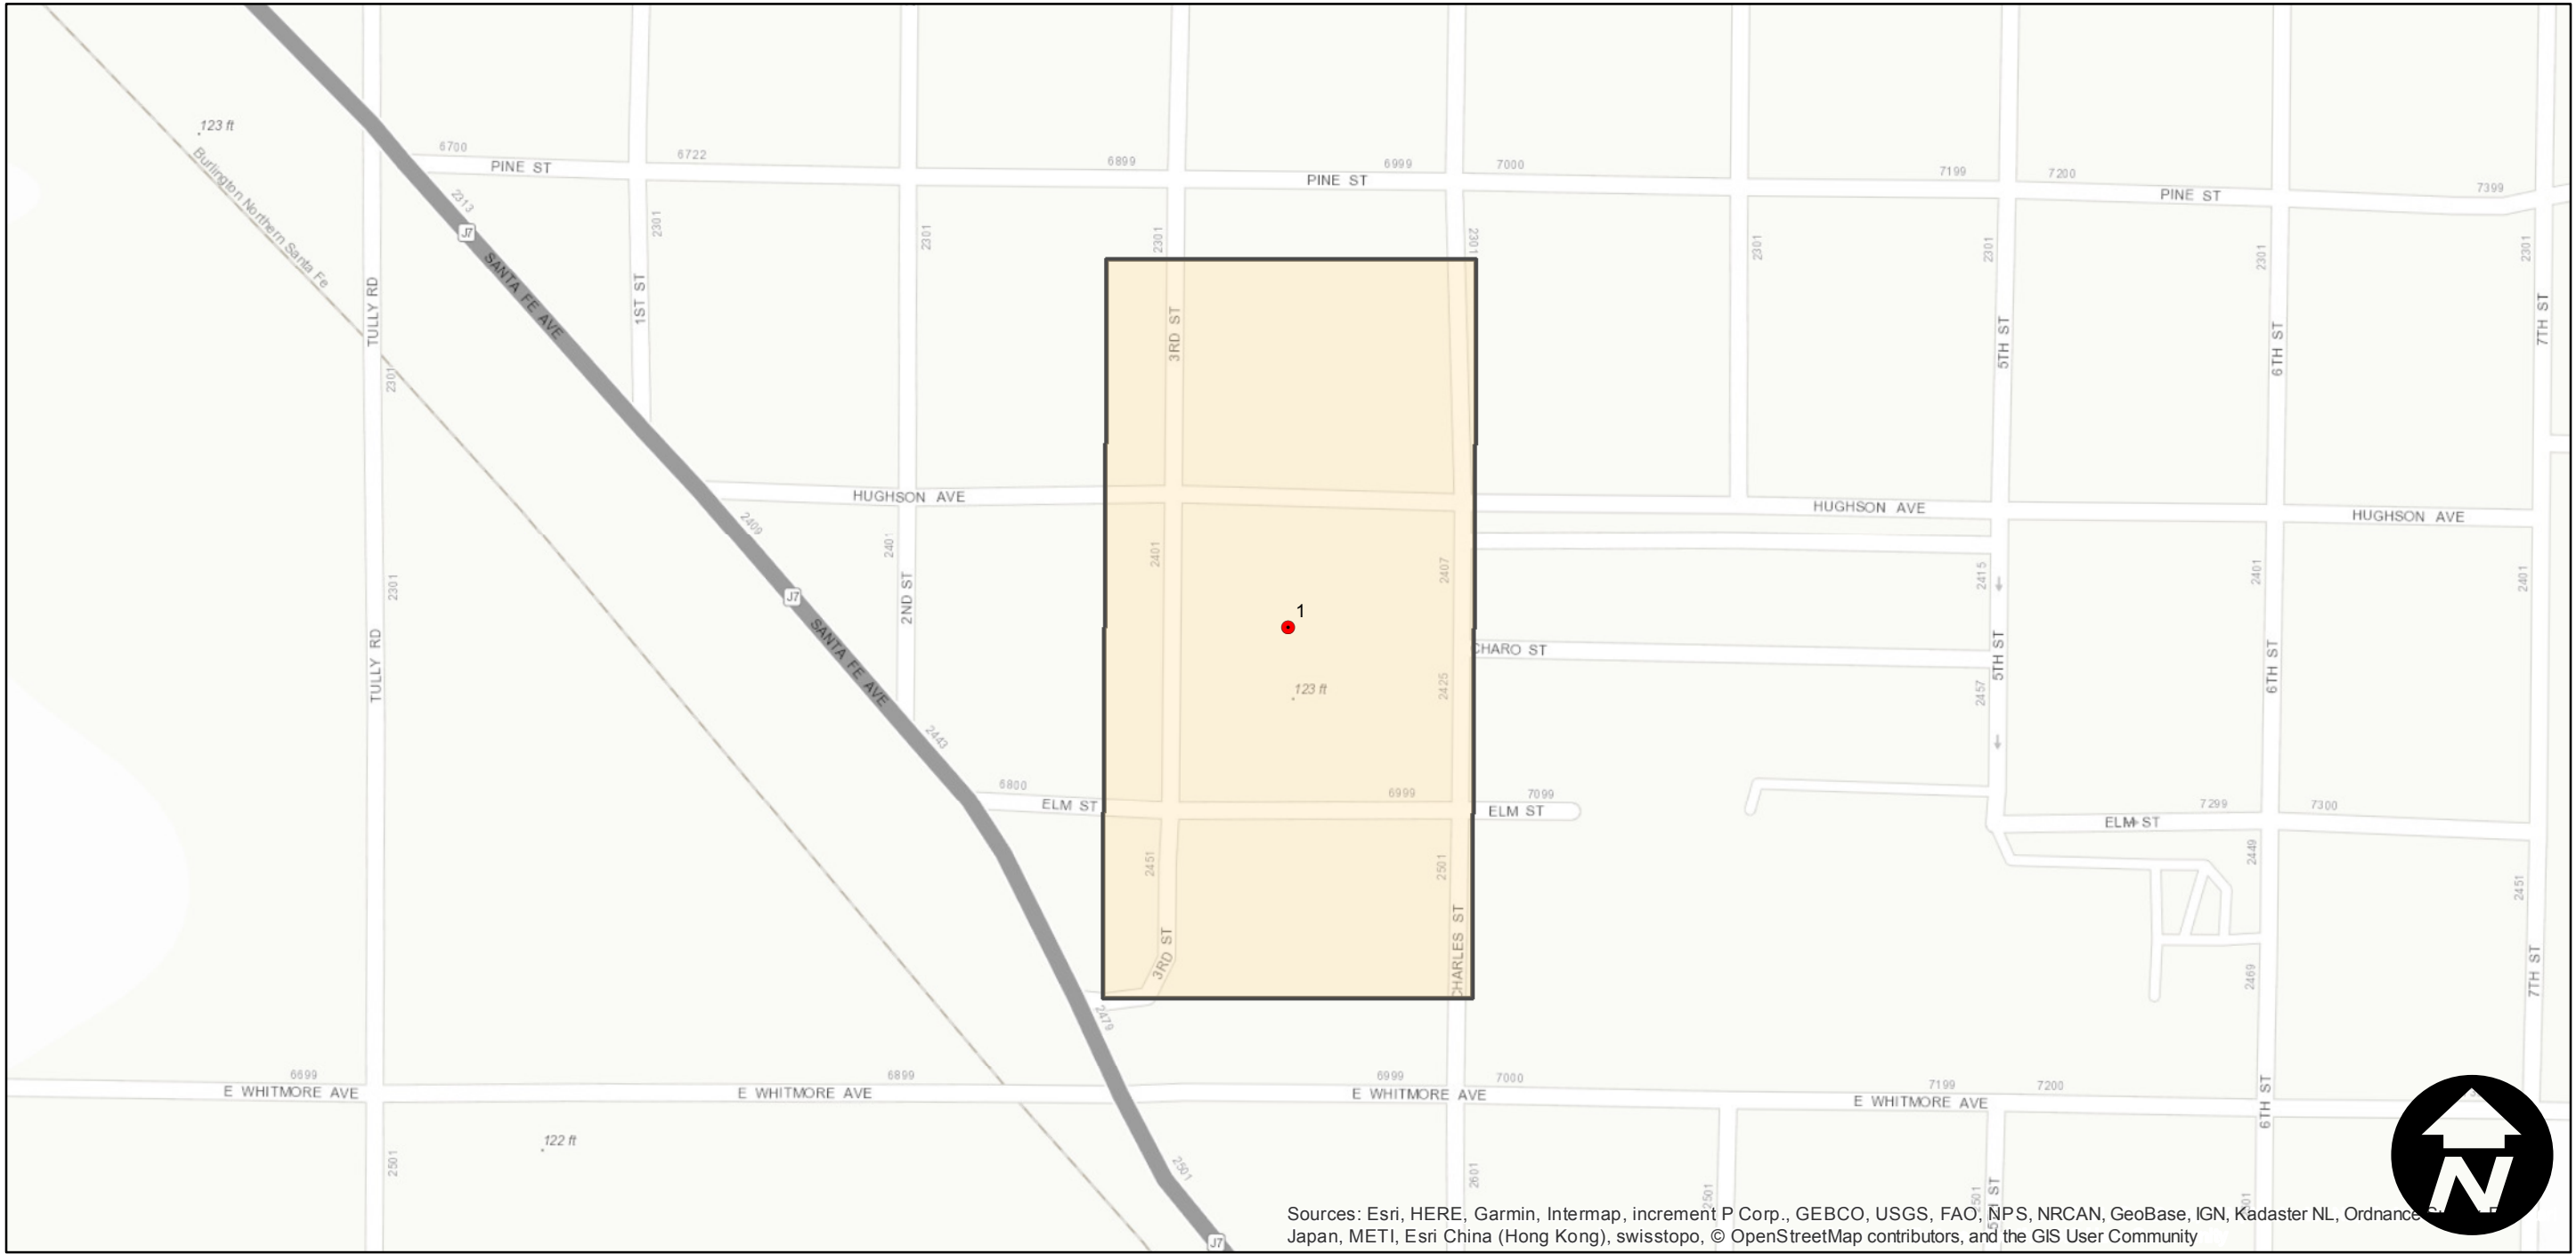 123 ft
Burlington Northern Santa Fe
6700
6722
6899
6999
7000
7199
7200
7399
PINE ST
PINE ST
PINE ST
2313
J7
SANTA FE AVE
TULLY RD
2301
1ST ST
2301
2301
2301
2301
2301
2301
2301
2301
3RD ST
5TH ST
6TH ST
7TH ST
2301
HUGHSON AVE
HUGHSON AVE
HUGHSON AVE
2409
2401
2401
2407
2415
2401
2401
2301
J7
2ND ST
1
SANTA FE AVE
TULLY RD
CHARO ST
5TH ST
6TH ST
123 ft
2425
2457
2443
6800
6999
7099
7299
7300
ELM ST
ELM ST
ELM ST
2451
2501
2449
2451
3RD ST
CHARLES ST
2469
7TH ST
2479
6699
6899
6999
7000
7199
7200
E WHITMORE AVE
E WHITMORE AVE
E WHITMORE AVE
E WHITMORE AVE
6TH ST
122 ft
2501
2501
2601
2501
2501
5TH ST
J7
N
Sources: Esri, HERE, Garmin, Intermap, increment P Corp., GEBCO, USGS, FAO, NPS, NRCAN, GeoBase, IGN, Kadaster NL, Ordnance
Japan, METI, Esri China (Hong Kong), swisstopo, © OpenStreetMap contributors, and the GIS User Community